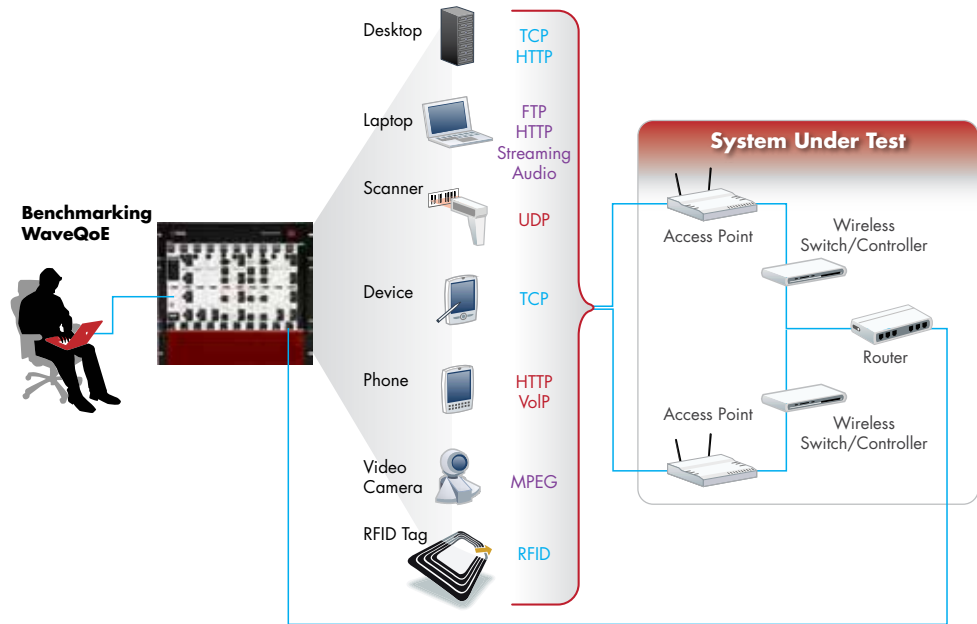 Desktop
TCP
HTTP
Laptop
FTP
HTTP
Streaming
Audio
Scanner
UDP
Benchmarking
WaveQoE
Device
TCP
Phone
HTTP
VoIP
Video
Camera
MPEG
RFID Tag
RFID
System Under Test
Access Point
Wireless
Switch/Controller
Router
Access Point
Wireless
Switch/Controller